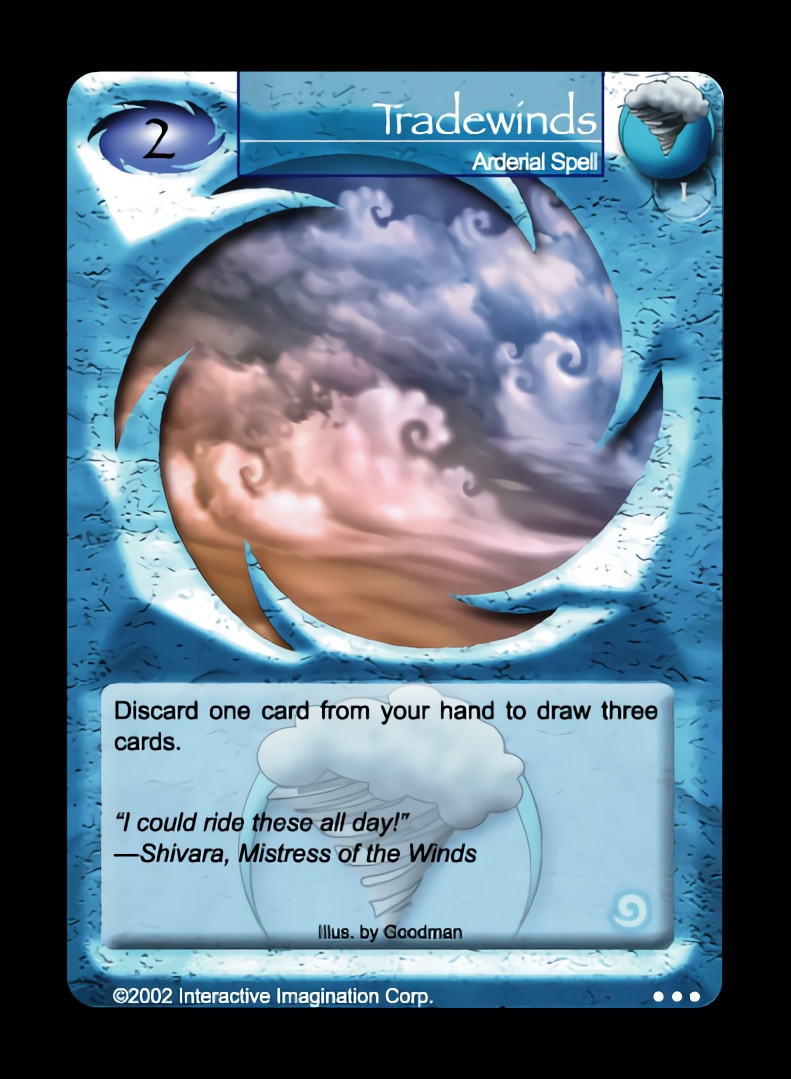 2
Tradewinds
Arderial Spell
1
Discard one card from your hand to draw three
cards.
“I could ride these all day!”
—Shivara, Mistress of the Winds
Illus. by Goodman
©2002 Interactive Imagination Corp.